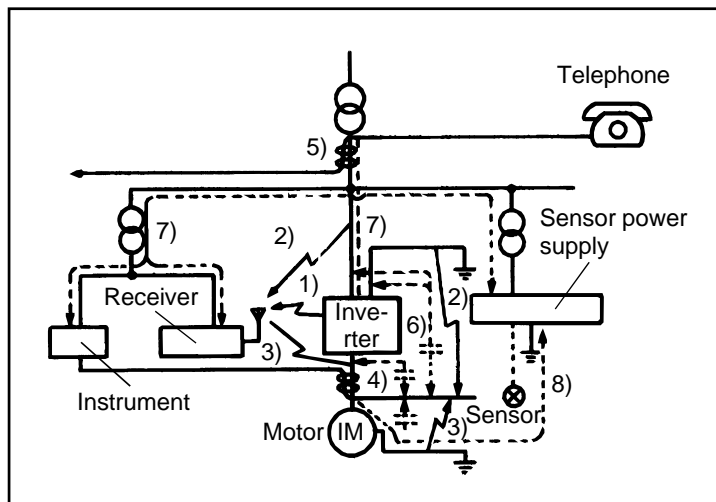 Telephone
5)
7)
2)
7)
Sensor power
supply
1)
Receiver
Inve-
rter
6)
2)
3)
4)
8)
Instrument
Sensor
3)
Motor
IM